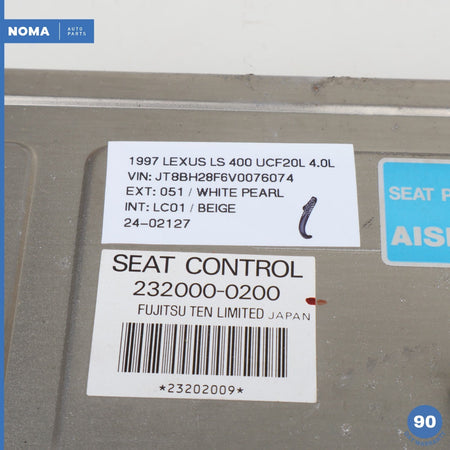 NOMA AUTO PARTS
1997 LEXUS LS 400 UCF20L 4.0L
VIN: JT8BH28F6V0076074
EXT: 051 / WHITE PEARL
INT: LC01 / BEIGE
24-02127
SEAT
SEAT CONTROL
232000-0200
FUJITSU TEN LIMITED JAPAN
*23202009*
90